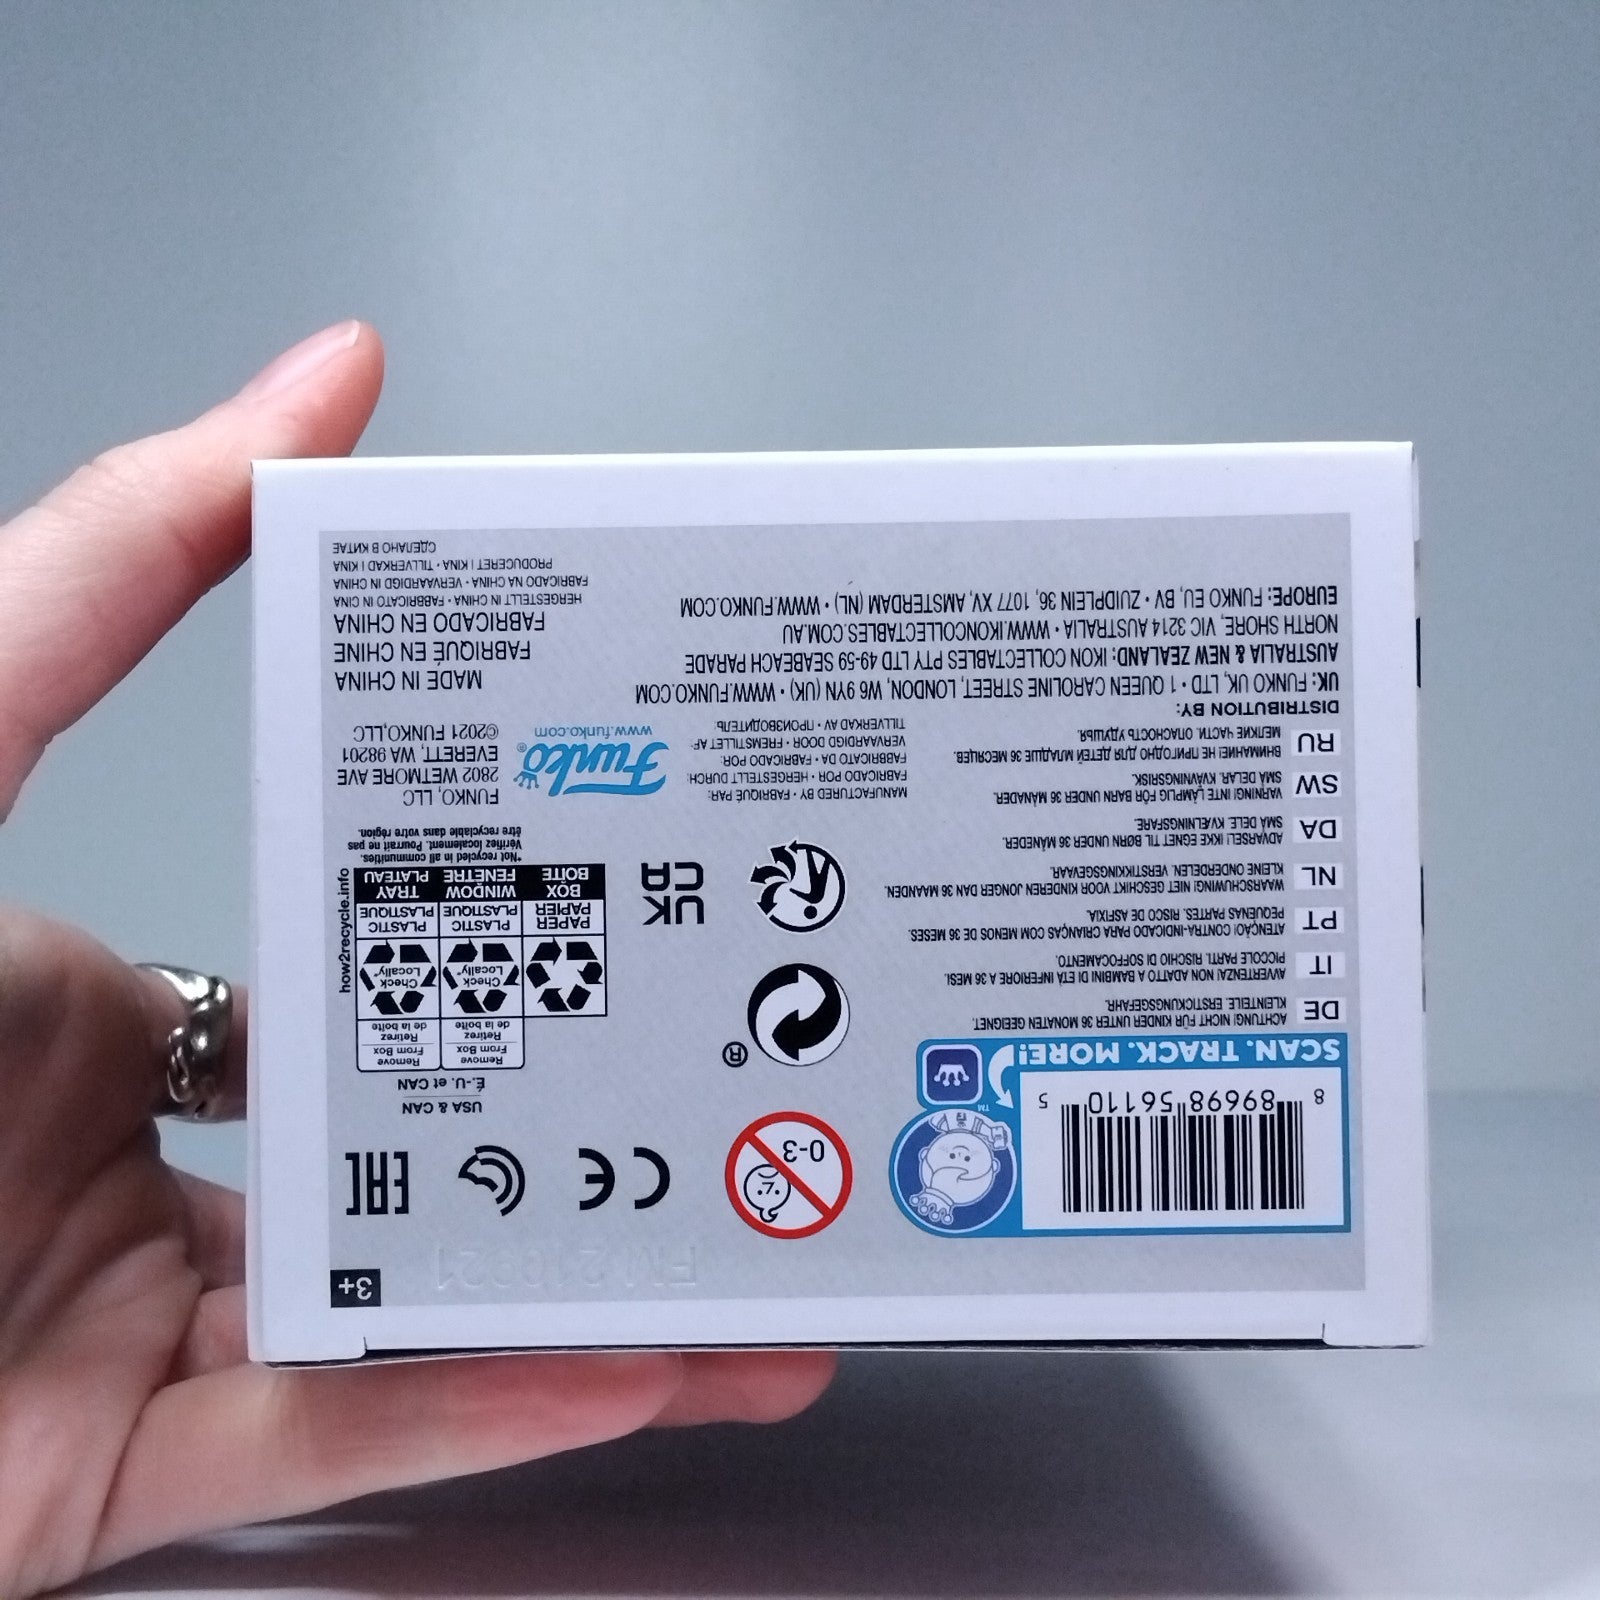 3+
FM 210921
8 89698 56110 5
SCAN. TRACK. MORE!
TM
0-3
CE
EAC
USA & CAN
É.-U. et CAN
Remove From Box
Retirez de la boîte
Remove From Box
Retirez de la boîte
Check Locally*
Check Locally*
PAPER
PAPIER
PLASTIC
PLASTIQUE
PLASTIC
PLASTIQUE
BOX
BOÎTE
WINDOW
FENÊTRE
TRAY
PLATEAU
how2recycle.info
*Not recycled in all communities.
Vérifiez localement. Pourrait ne pas
être recyclable dans votre région.
®
UK
CA
DE
ACHTUNG! NICHT FÜR KINDER UNTER 36 MONATEN GEEIGNET.
KLEINTEILE. ERSTICKUNGSGEFAHR.
IT
AVERTENZA! NON ADATTO A BAMBINI DI ETÀ INFERIORE A 36 MESI.
PICCOLE PARTI. RISCHIO DI SOFFOCAMENTO.
PT
ATENÇÃO! CONTRA-INDICADO PARA CRIANÇAS COM MENOS DE 36 MESES.
PEQUENAS PARTES. RISCO DE ASFIXIA.
NL
WAARSCHUWING! NIET GESCHIKT VOOR KINDEREN JONGER DAN 36 MAANDEN.
KLEINE ONDERDELEN. VERSTIKKINGSGEVAAR.
DA
ADVARSEL! IKKE EGNET TIL BØRN UNDER 36 MÅNEDER.
SMÅ DELE. KVÆLNINGSFARE.
SW
VARNING! INTE LÄMPLIG FÖR BARN UNDER 36 MÅNADER.
SMÅ DELAR. KVÄVNINGSRISK.
RU
ВНИМАНИЕ! НЕ ПРИГОДНО ДЛЯ ДЕТЕЙ МЛАДШЕ 36 МЕСЯЦЕВ.
МЕЛКИЕ ЧАСТИ. ОПАСНОСТЬ УДУШЬЯ.
MANUFACTURED BY • FABRIQUÉ PAR:
FABRICADO POR • HERGESTELLT DURCH:
FABRICATO DA • FABRICADO POR:
VERVAARDIGD DOOR • FREMSTILLET AF:
TILLVERKAD AV • ПРОИЗВОДИТЕЛЬ:
Funko®
www.funko.com
FUNKO, LLC
2802 WETMORE AVE
EVERETT, WA 98201
©2021 FUNKO,LLC
DISTRIBUTION BY:
UK: FUNKO UK, LTD • 1 QUEEN CAROLINE STREET, LONDON, W6 9YN (UK) • WWW.FUNKO.COM
AUSTRALIA & NEW ZEALAND: IKON COLLECTABLES PTY LTD 49-59 SEABEACH PARADE
NORTH SHORE, VIC 3214 AUSTRALIA • WWW.IKONCOLLECTABLES.COM.AU
EUROPE: FUNKO EU, BV • ZUIDPLEIN 36, 1077 XV, AMSTERDAM (NL) • WWW.FUNKO.COM
MADE IN CHINA
FABRIQUÉ EN CHINE
FABRICADO EN CHINA
HERGESTELLT IN CHINA • FABBRICATO IN CINA
FABRICADO NA CHINA • VERVAARDIGD IN CHINA
PRODUCERET I KINA • TILLVERKAD I KINA
СДЕЛАНО В КИТАЕ